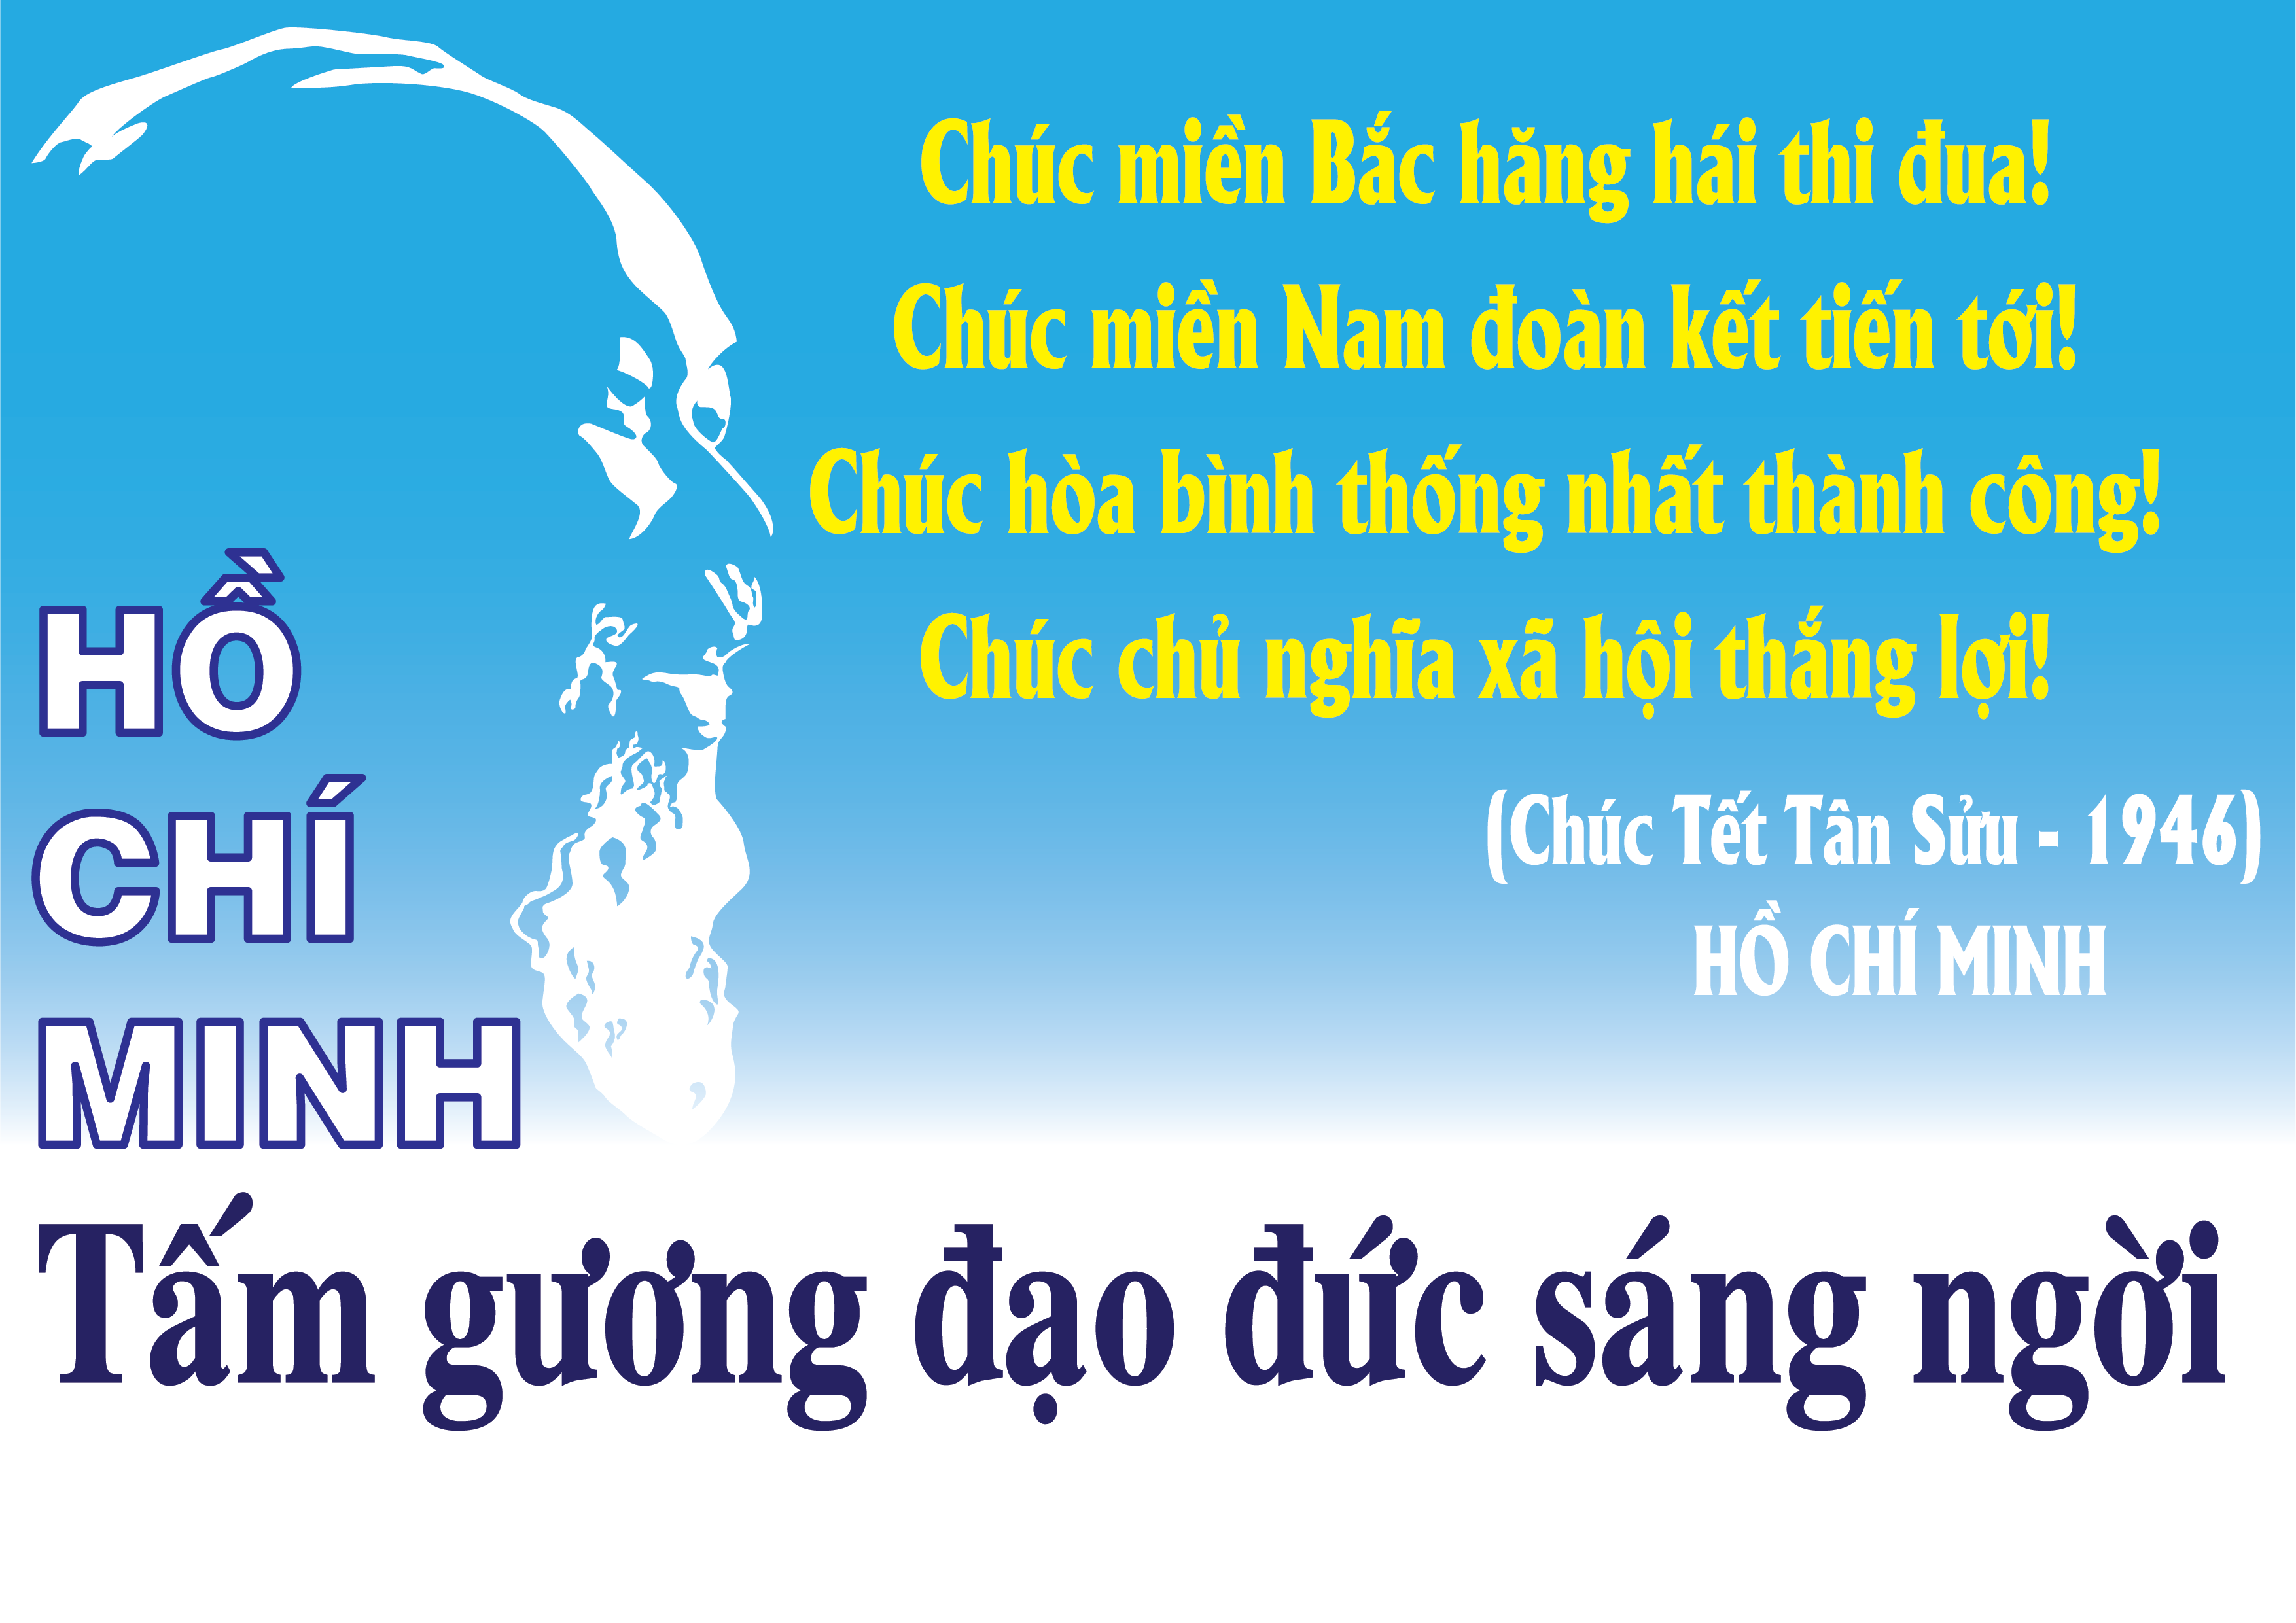 Chúc miền Bắc hăng hái thi đua!
Chúc miền Nam đoàn kết tiến tới!
Chúc hòa bình thống nhất thành công!
Chúc chủ nghĩa xã hội thắng lợi!
(Chúc Tết Tân Sửu - 1946)
HỒ CHÍ MINH
HỒ
CHÍ
MINH
Tấm gương đạo đức sáng ngời